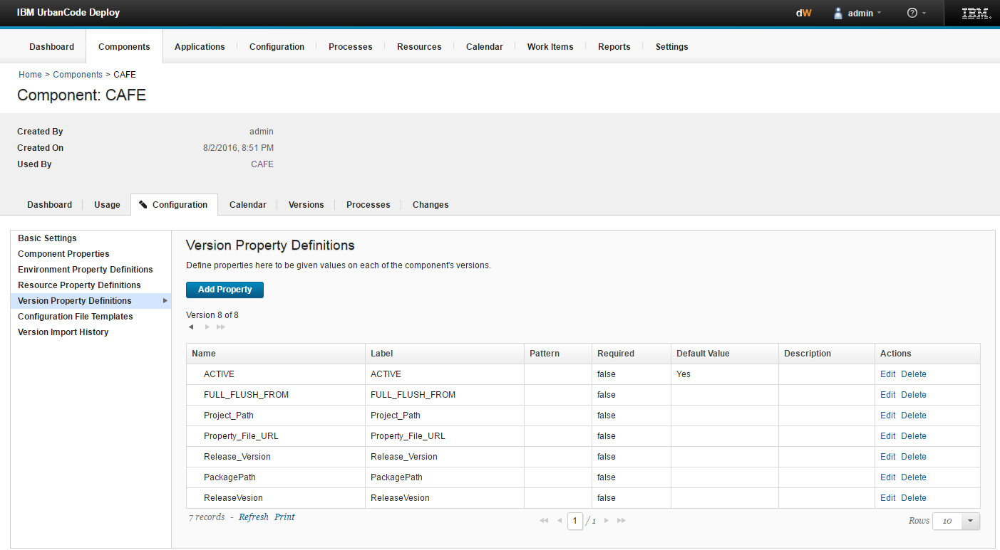 IBM UrbanCode Deploy dW admin ? IBM.
Dashboard Components Applications Configuration Processes Resources Calendar Work Items Reports Settings
Home > Components > CAFE
Component: CAFE
Created By admin
Created On 8/2/2016, 8:51 PM
Used By CAFE
Dashboard Usage Configuration Calendar Versions Processes Changes
Basic Settings
Component Properties
Environment Property Definitions
Resource Property Definitions
Version Property Definitions
Configuration File Templates
Version Import History
Version Property Definitions
Define properties here to be given values on each of the component's versions.
Add Property
Version 8 of 8
Name Label Pattern Required Default Value Description Actions
ACTIVE ACTIVE false Yes Edit Delete
FULL_FLUSH_FROM FULL_FLUSH_FROM false Edit Delete
Project_Path Project_Path false Edit Delete
Property_File_URL Property_File_URL false Edit Delete
Release_Version Release_Version false Edit Delete
PackagePath PackagePath false Edit Delete
ReleaseVesion ReleaseVesion false Edit Delete
7 records - Refresh Print 1 / 1 Rows 10